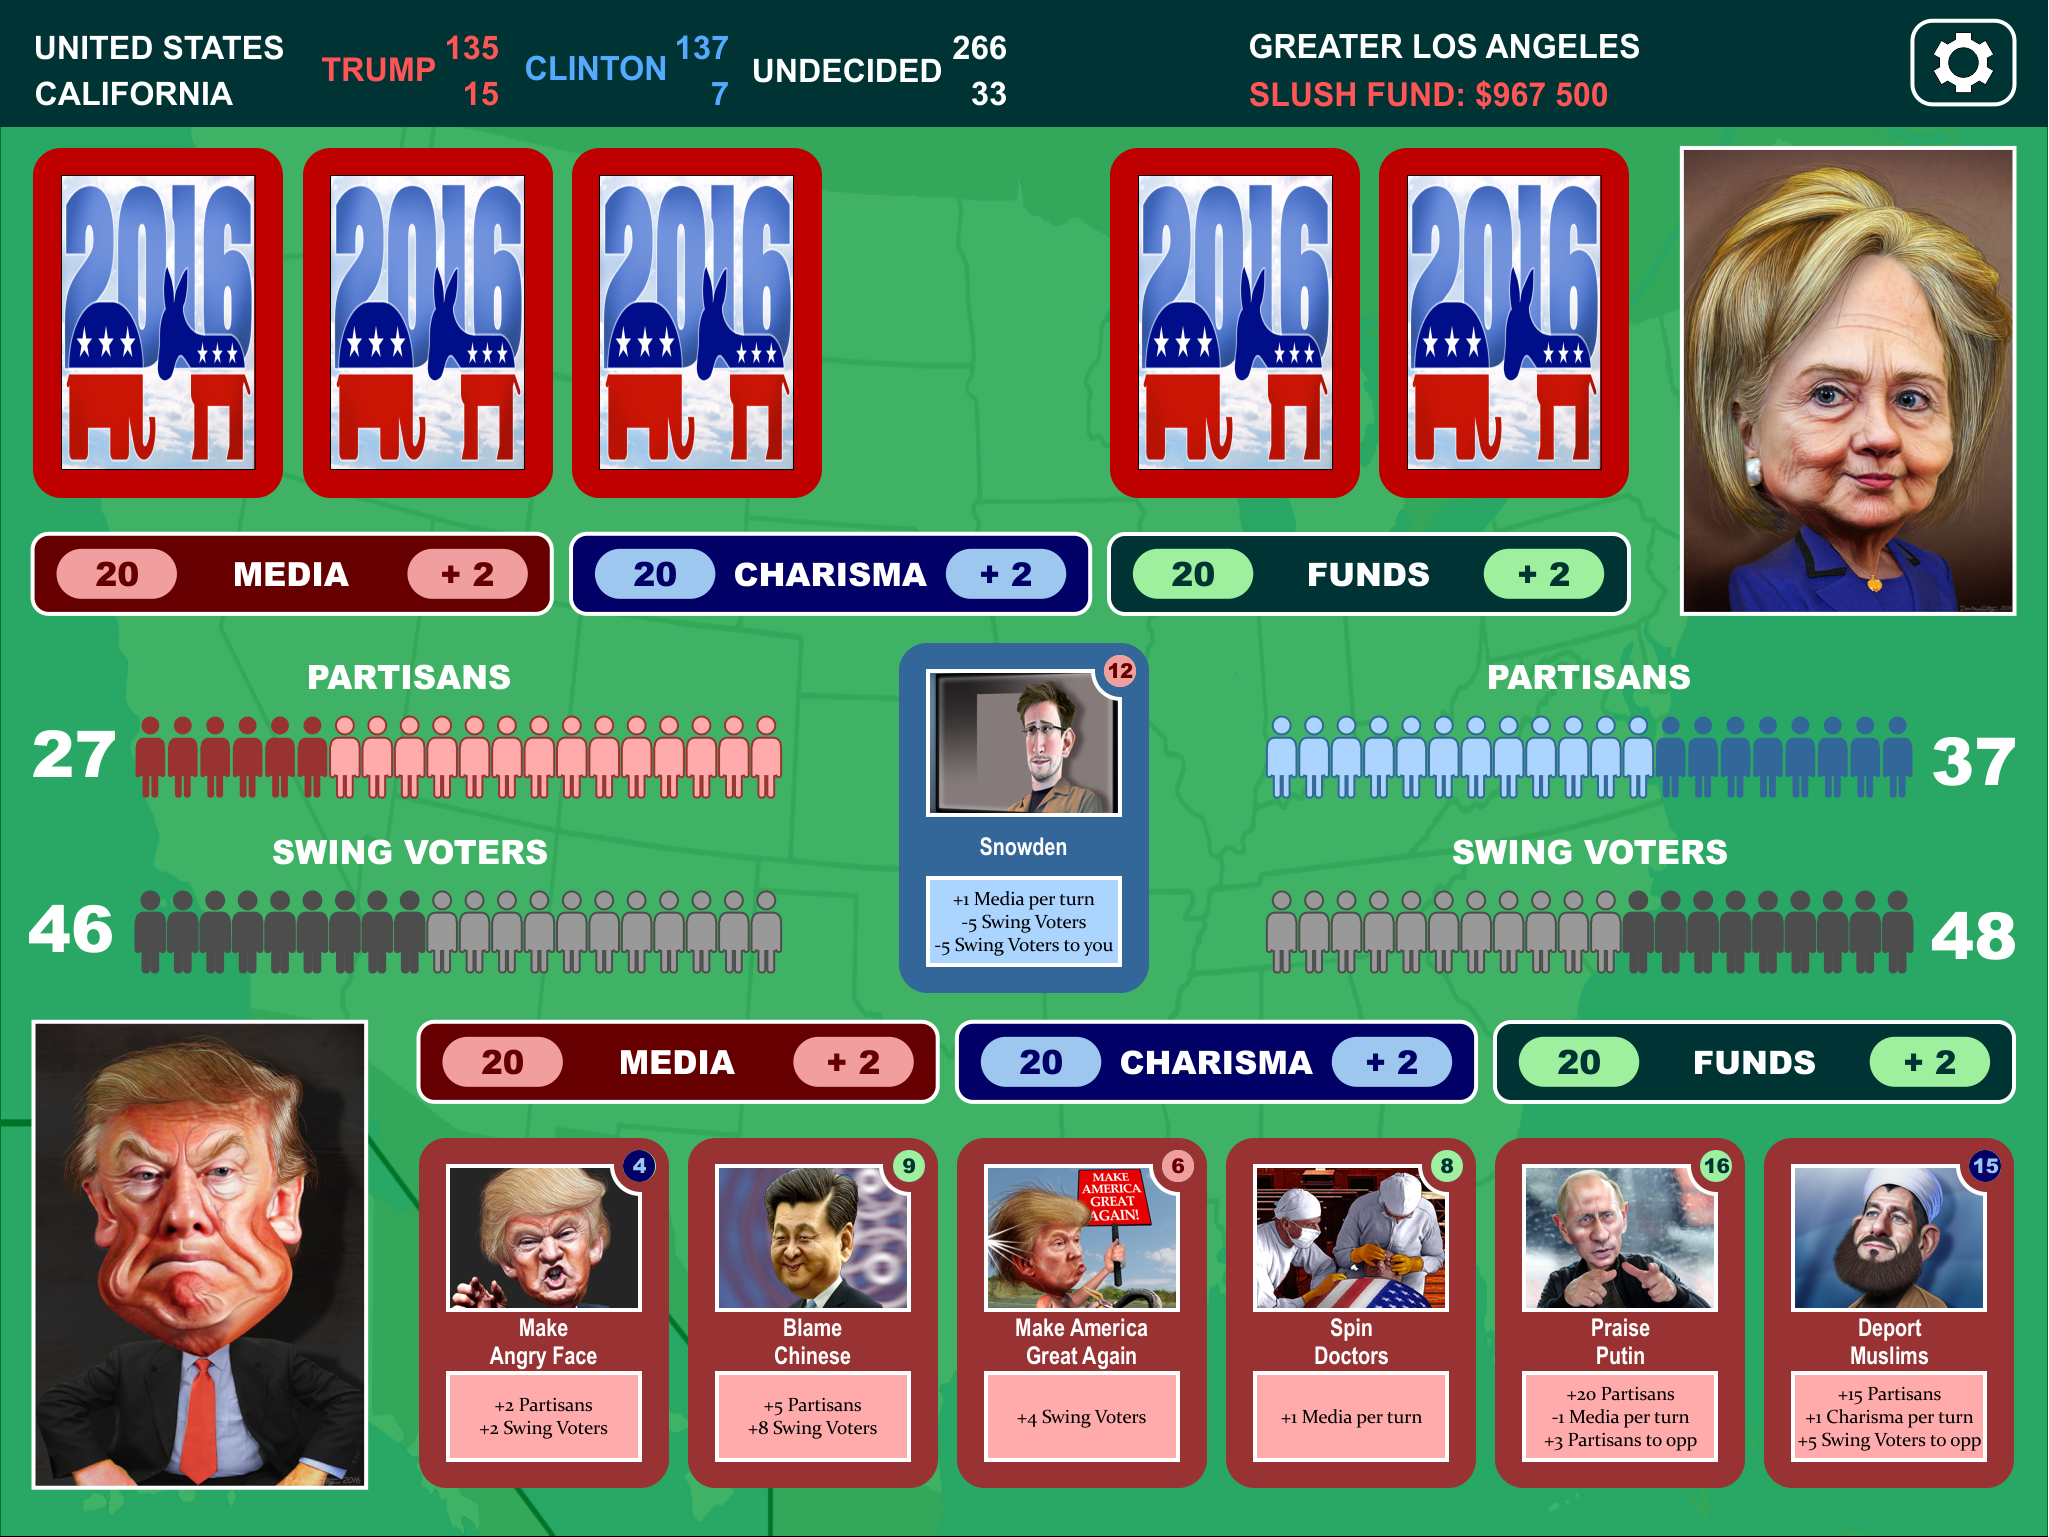 UNITED STATES
CALIFORNIA
TRUMP
135
15
CLINTON
137
7
UNDECIDED
266
33
GREATER LOS ANGELES
SLUSH FUND: $967 500
2016
2016
2016
2016
2016
20 MEDIA + 2
20 CHARISMA + 2
20 FUNDS + 2
PARTISANS
27
SWING VOTERS
46
12
Snowden
+1 Media per turn
-5 Swing Voters
-5 Swing Voters to you
PARTISANS
37
SWING VOTERS
48
20 MEDIA + 2
20 CHARISMA + 2
20 FUNDS + 2
4
Make
Angry Face
+2 Partisans
+2 Swing Voters
9
Blame
Chinese
+5 Partisans
+8 Swing Voters
6
MAKE
AMERICA
GREAT
AGAIN!
Make America
Great Again
+4 Swing Voters
8
Spin
Doctors
+1 Media per turn
16
Praise
Putin
+20 Partisans
-1 Media per turn
+3 Partisans to opp
15
Deport
Muslims
+15 Partisans
+1 Charisma per turn
+5 Swing Voters to opp